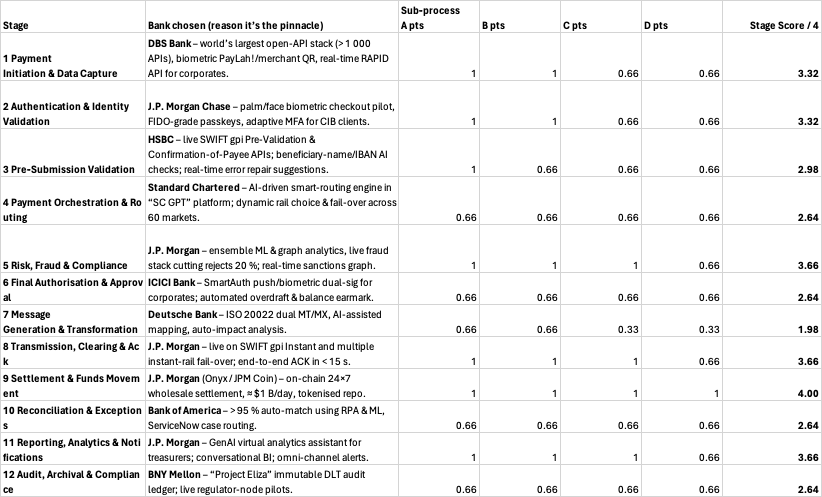 Sub-process
Stage Bank chosen (reason it's the pinnacle) A pts B pts C pts D pts Stage Score / 4
DBS Bank – world's largest open-API stack (> 1 000
1 Payment APIs), biometric PayLah!/merchant QR, real-time RAPID
Initiation & Data Capture API for corporates. 1 1 0.66 0.66 3.32
2 Authentication & Identity J.P. Morgan Chase – palm/face biometric checkout pilot,
Validation FIDO-grade passkeys, adaptive MFA for CIB clients. 1 1 0.66 0.66 3.32
HSBC – live SWIFT gpi Pre-Validation &
Confirmation-of-Payee APIs; beneficiary-name/IBAN AI
3 Pre-Submission Validation checks; real-time error repair suggestions. 1 0.66 0.66 0.66 2.98
Standard Chartered – AI-driven smart-routing engine in
4 Payment Orchestration & Ro "SC GPT" platform; dynamic rail choice & fail-over across
uting 60 markets. 0.66 0.66 0.66 0.66 2.64
J.P. Morgan – ensemble ML & graph analytics, live fraud
5 Risk, Fraud & Compliance stack cutting rejects 20 %; real-time sanctions graph. 1 1 1 0.66 3.66
6 Final Authorisation & Approv ICICI Bank – SmartAuth push/biometric dual-sig for
al corporates; automated overdraft & balance earmark. 0.66 0.66 0.66 0.66 2.64
7 Message Deutsche Bank – ISO 20022 dual MT/MX, AI-assisted
Generation & Transformation mapping, auto-impact analysis. 0.66 0.66 0.33 0.33 1.98
8 Transmission, Clearing & Ac J.P. Morgan – live on SWIFT gpi Instant and multiple
k instant-rail fail-over; end-to-end ACK in < 15 s. 1 1 1 0.66 3.66
9 Settlement & Funds Movem J.P. Morgan (Onyx / JPM Coin) – on-chain 24×7
ent wholesale settlement, ≈ $1 B/day, tokenised repo. 1 1 1 1 4.00
10 Reconciliation & Exception Bank of America – > 95 % auto-match using RPA & ML,
s ServiceNow case routing. 0.66 0.66 0.66 0.66 2.64
11 Reporting, Analytics & Noti J.P. Morgan – GenAI virtual analytics assistant for
fications treasurers; conversational BI; omni-channel alerts. 1 1 1 0.66 3.66
12 Audit, Archival & Complian BNY Mellon – "Project Eliza" immutable DLT audit
ce ledger; live regulator-node pilots. 0.66 0.66 0.66 0.66 2.64